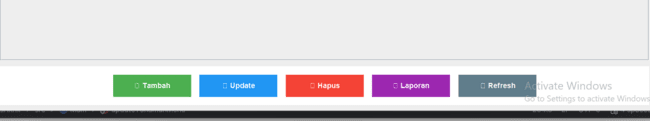 Tambah
Update
Hapus
Laporan
Refresh
Activate Windows
Go to Settings to activate Windows